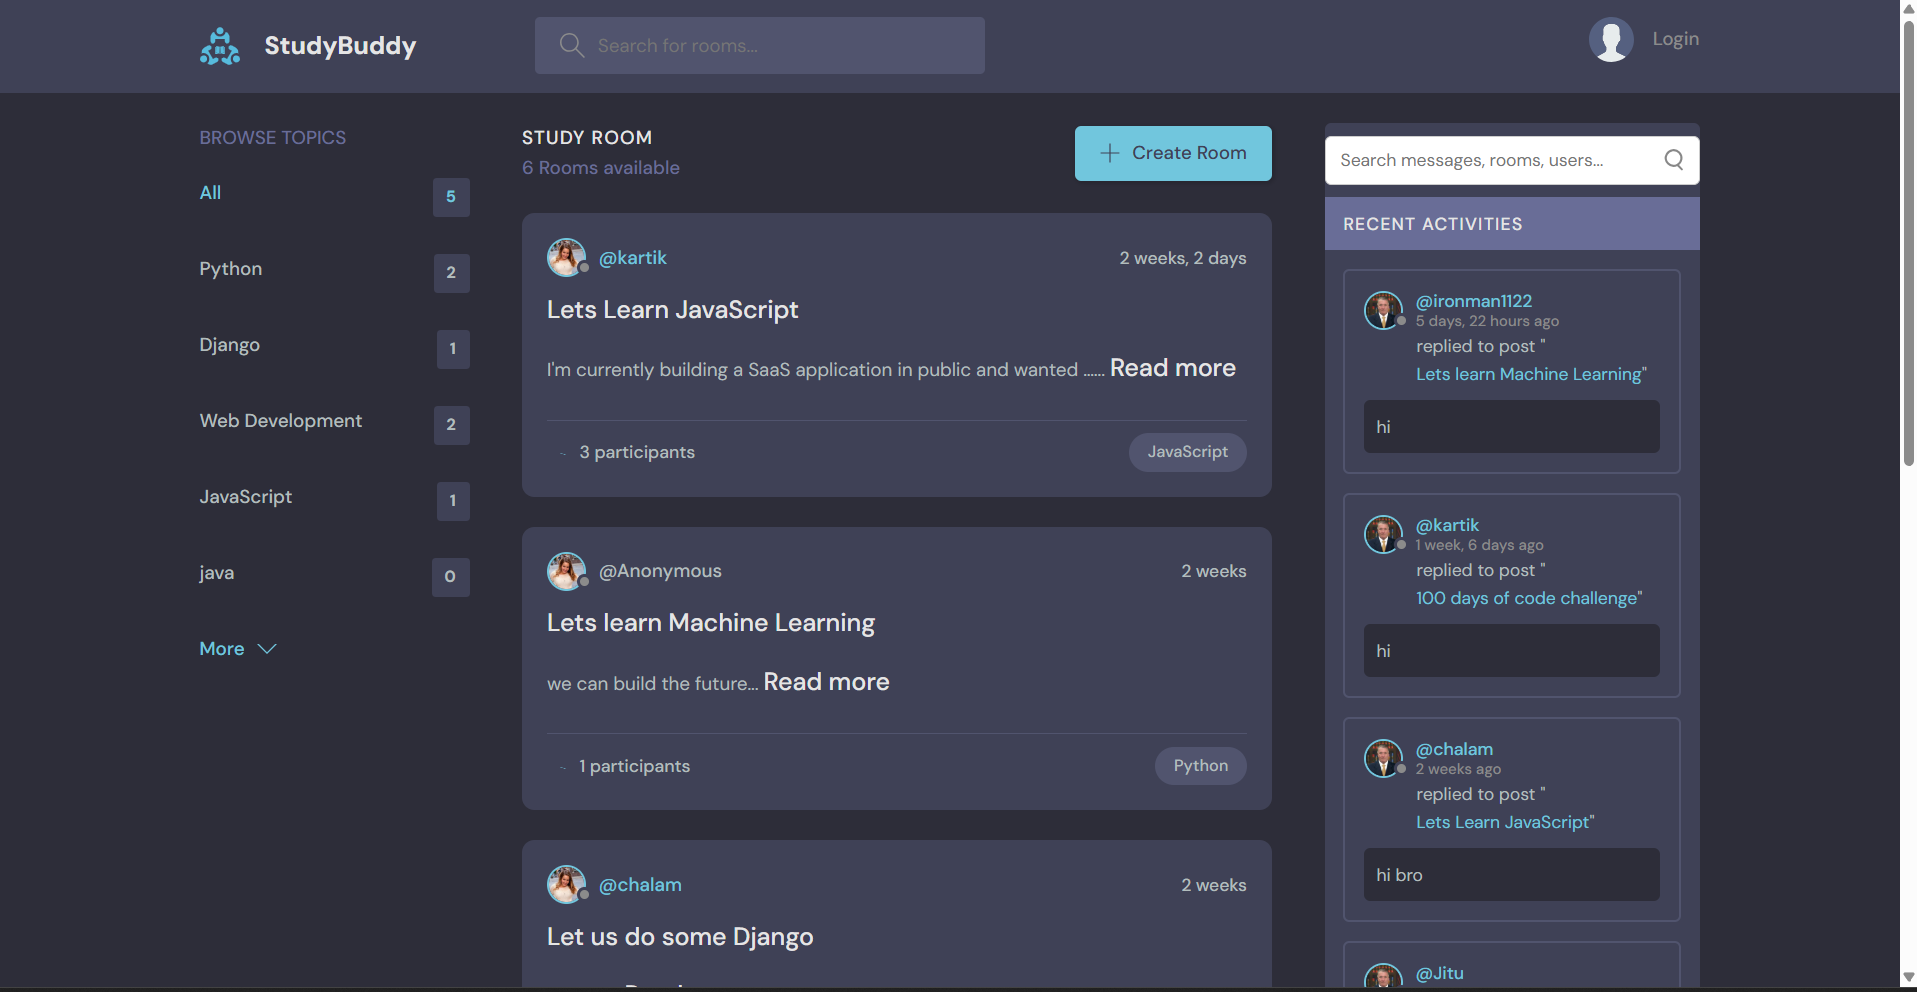 StudyBuddy
Search for rooms...
Login
BROWSE TOPICS
All 5
Python 2
Django 1
Web Development 2
JavaScript 1
java 0
More
STUDY ROOM
6 Rooms available
Create Room
@kartik 2 weeks, 2 days
Lets Learn JavaScript
I'm currently building a SaaS application in public and wanted ...... Read more
3 participants JavaScript
@Anonymous 2 weeks
Lets learn Machine Learning
we can build the future... Read more
1 participants Python
@chalam 2 weeks
Let us do some Django
Search messages, rooms, users...
RECENT ACTIVITIES
@ironman1122
5 days, 22 hours ago
replied to post "
Lets learn Machine Learning"
hi
@kartik
1 week, 6 days ago
replied to post "
100 days of code challenge"
hi
@chalam
2 weeks ago
replied to post "
Lets Learn JavaScript"
hi bro
@Jitu